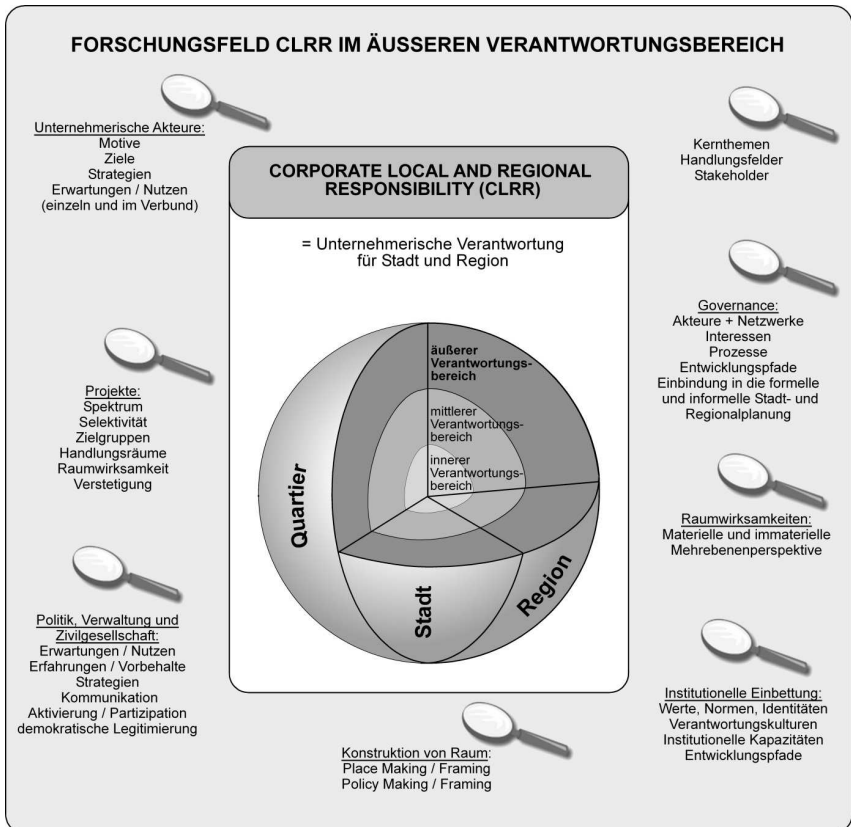 FORSCHUNGSFELD CLRR IM ÄUSSEREN VERANTWORTUNGSBEREICH
Unternehmerische Akteure:
Motive
Ziele
Strategien
Erwartungen / Nutzen
(einzeln und im Verbund)
Projekte:
Spektrum
Selektivität
Zielgruppen
Handlungsräume
Raumwirksamkeit
Verstetigung
Politik, Verwaltung und
Zivilgesellschaft:
Erwartungen / Nutzen
Erfahrungen / Vorbehalte
Strategien
Kommunikation
Aktivierung / Partizipation
demokratische Legitimierung
CORPORATE LOCAL AND REGIONAL
RESPONSIBILITY (CLRR)
= Unternehmerische Verantwortung
für Stadt und Region
äußerer
Verantwortungs-
bereich
mittlerer
Verantwortungs-
bereich
innerer
Verantwortungs-
bereich
Quartier
Stadt
Region
Konstruktion von Raum:
Place Making / Framing
Policy Making / Framing
Kernthemen
Handlungsfelder
Stakeholder
Governance:
Akteure + Netzwerke
Interessen
Prozesse
Entwicklungspfade
Einbindung in die formelle
und informelle Stadt- und
Regionalplanung
Raumwirksamkeiten:
Materielle und immaterielle
Mehrebenenperspektive
Institutionelle Einbettung:
Werte, Normen, Identitäten
Verantwortungskulturen
Institutionelle Kapazitäten
Entwicklungspfade